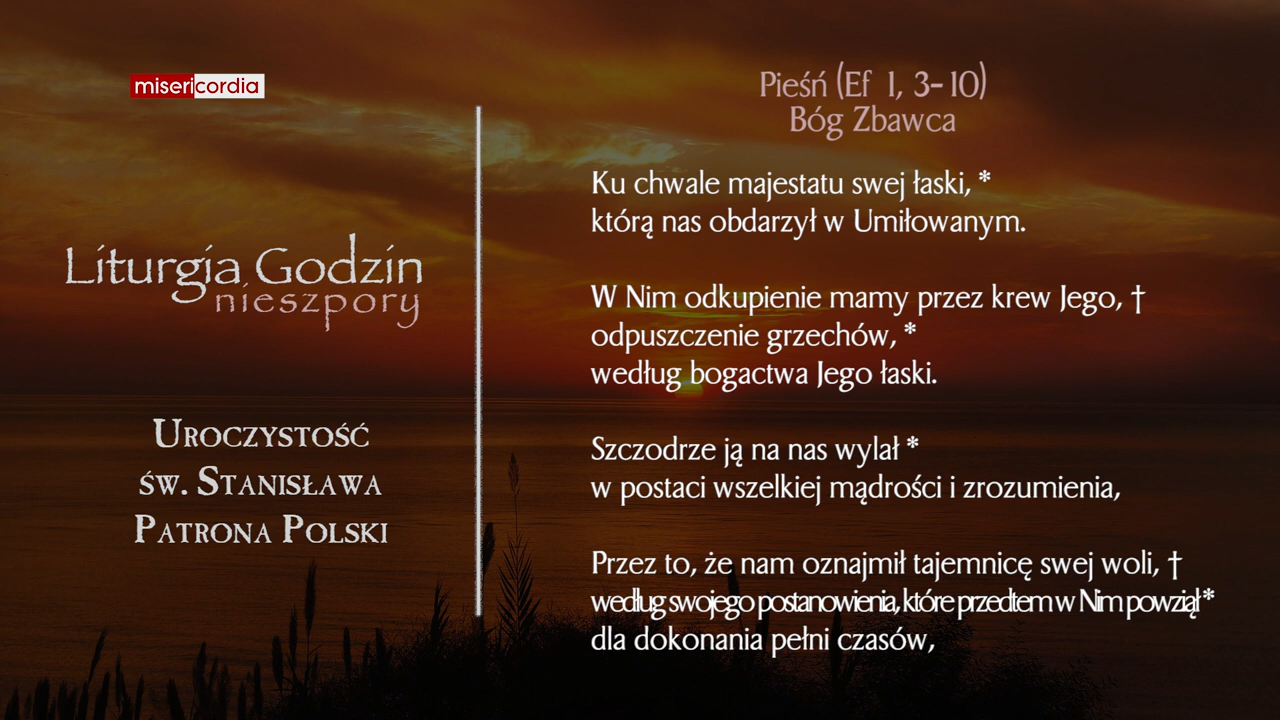 misericordia
Liturgia Godzin
nieszpory
Uroczystość
św. Stanisława
Patrona Polski
Pieśń (Ef 1, 3-10)
Bóg Zbawca
Ku chwale majestatu swej łaski, *
którą nas obdarzył w Umiłowanym.
W Nim odkupienie mamy przez krew Jego, †
odpuszczenie grzechów, *
według bogactwa Jego łaski.
Szczodrze ją na nas wylał *
w postaci wszelkiej mądrości i zrozumienia,
Przez to, że nam oznajmił tajemnicę swej woli, †
według swojego postanowienia, które przedtem w Nim powziął *
dla dokonania pełni czasów,